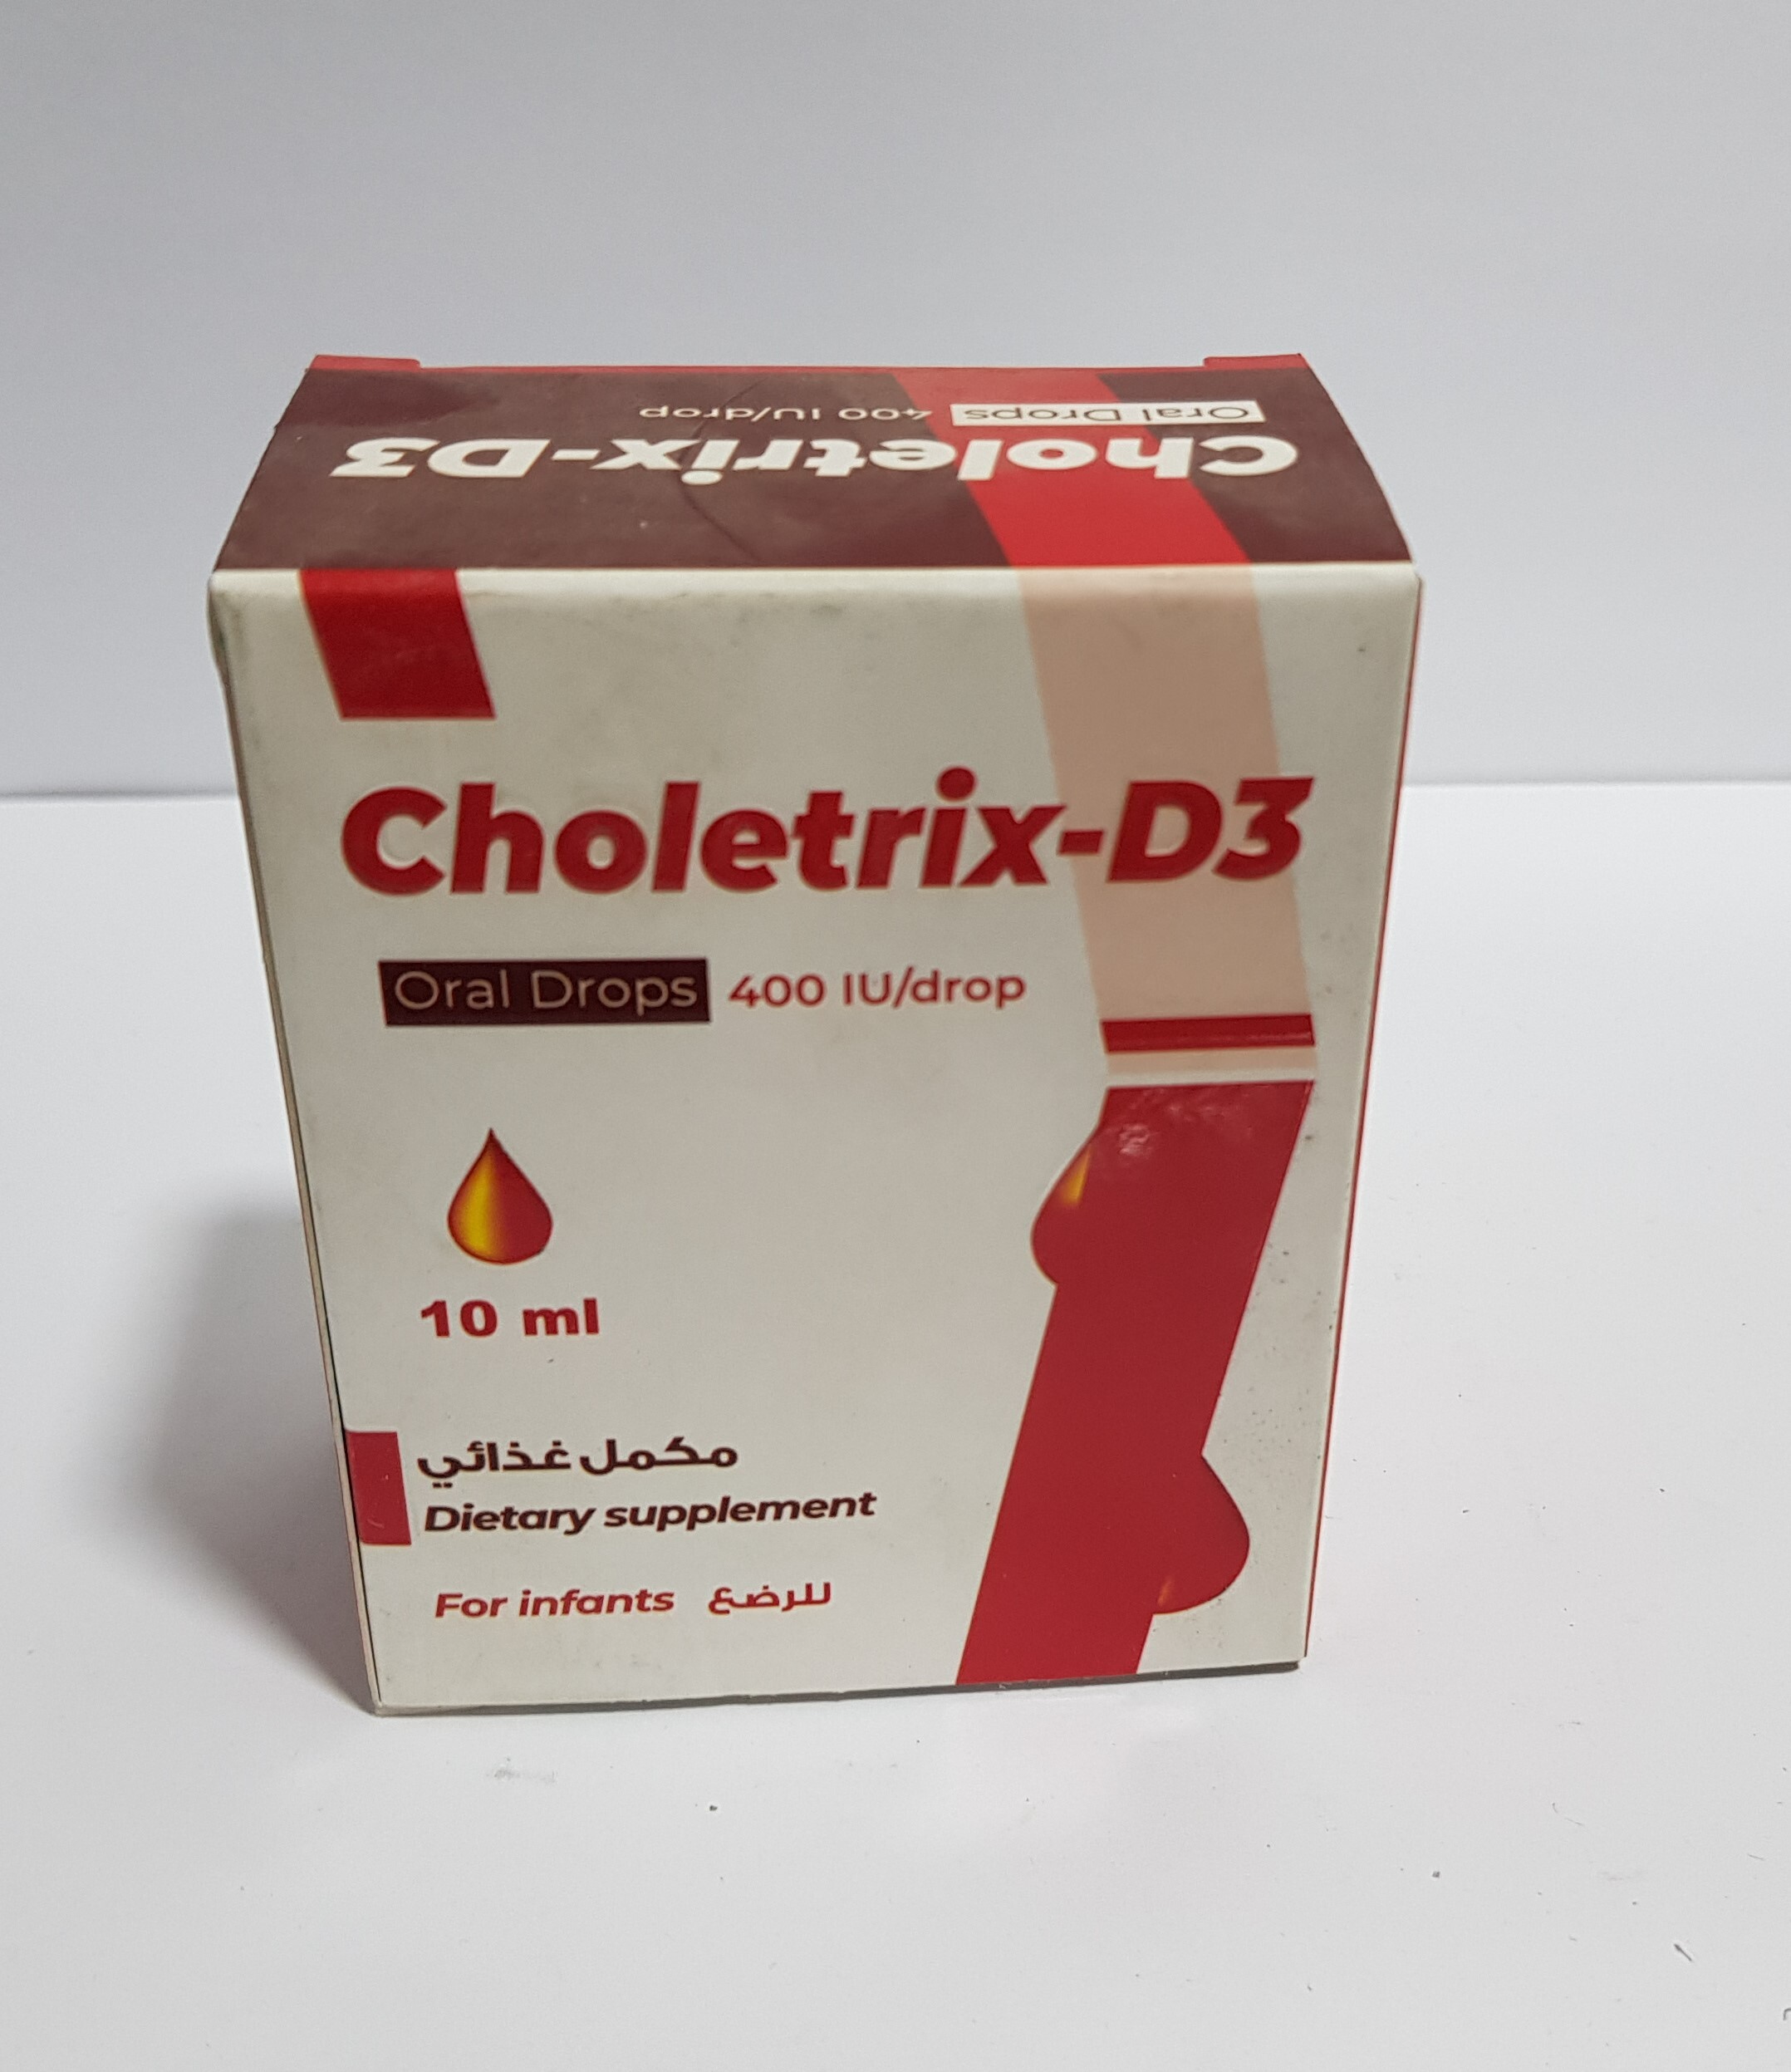 Choletrix-D3
Oral Drops 400 IU/drop
Choletrix-D3
Oral Drops 400 IU/drop
10 ml
مكمل غذائي
Dietary supplement
For infants للرضع